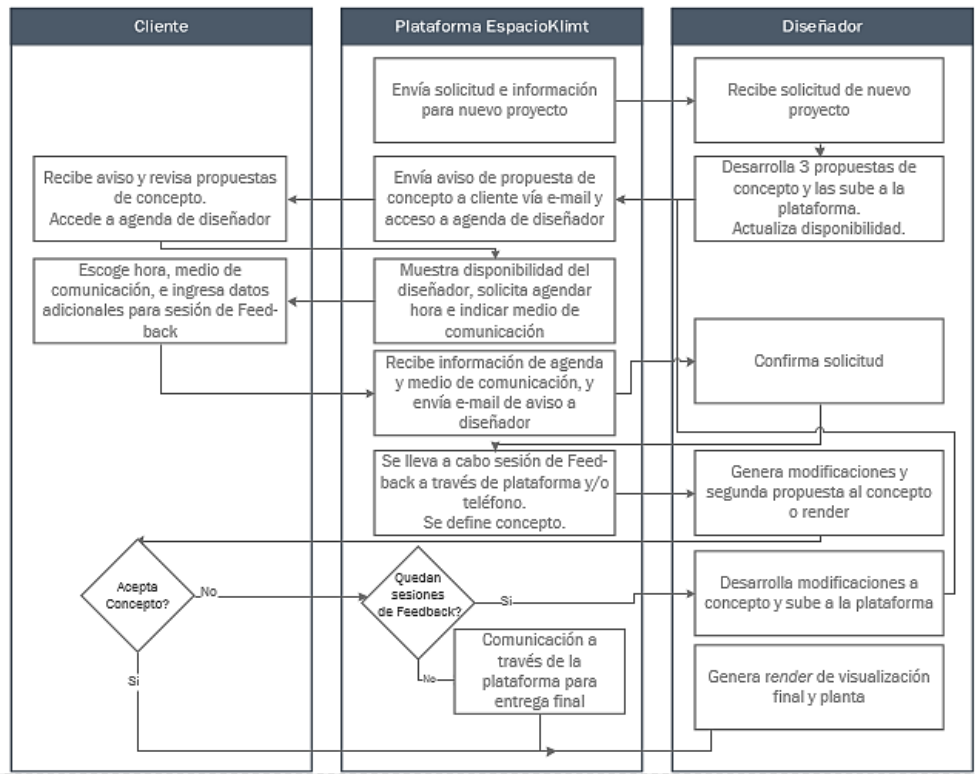 Cliente
Plataforma EspacioKlimt
Diseñador
Envía solicitud e información
para nuevo proyecto
Recibe solicitud de nuevo
proyecto
Recibe aviso y revisa propuestas
de concepto.
Accede a agenda de diseñador
Envía aviso de propuesta de
concepto a cliente vía e-mail y
acceso a agenda de diseñador
Desarrolla 3 propuestas de
concepto y las sube a la
plataforma.
Actualiza disponibilidad.
Escoge hora, medio de
comunicación, e ingresa datos
adicionales para sesión de Feed-
back
Muestra disponibilidad del
diseñador, solicita agendar
hora e indicar medio de
comunicación
Recibe información de agenda
y medio de comunicación, y
envía e-mail de aviso a
diseñador
Confirma solicitud
Se lleva a cabo sesión de Feed-
back a través de plataforma y/o
teléfono.
Se define concepto.
Genera modificaciones y
segunda propuesta al concepto
o render
Acepta
Concepto?
No
Quedan
sesiones
de Feedback?
Si
Desarrolla modificaciones a
concepto y sube a la plataforma
Si
No
Comunicación a
través de la
plataforma para
entrega final
Genera render de visualización
final y planta